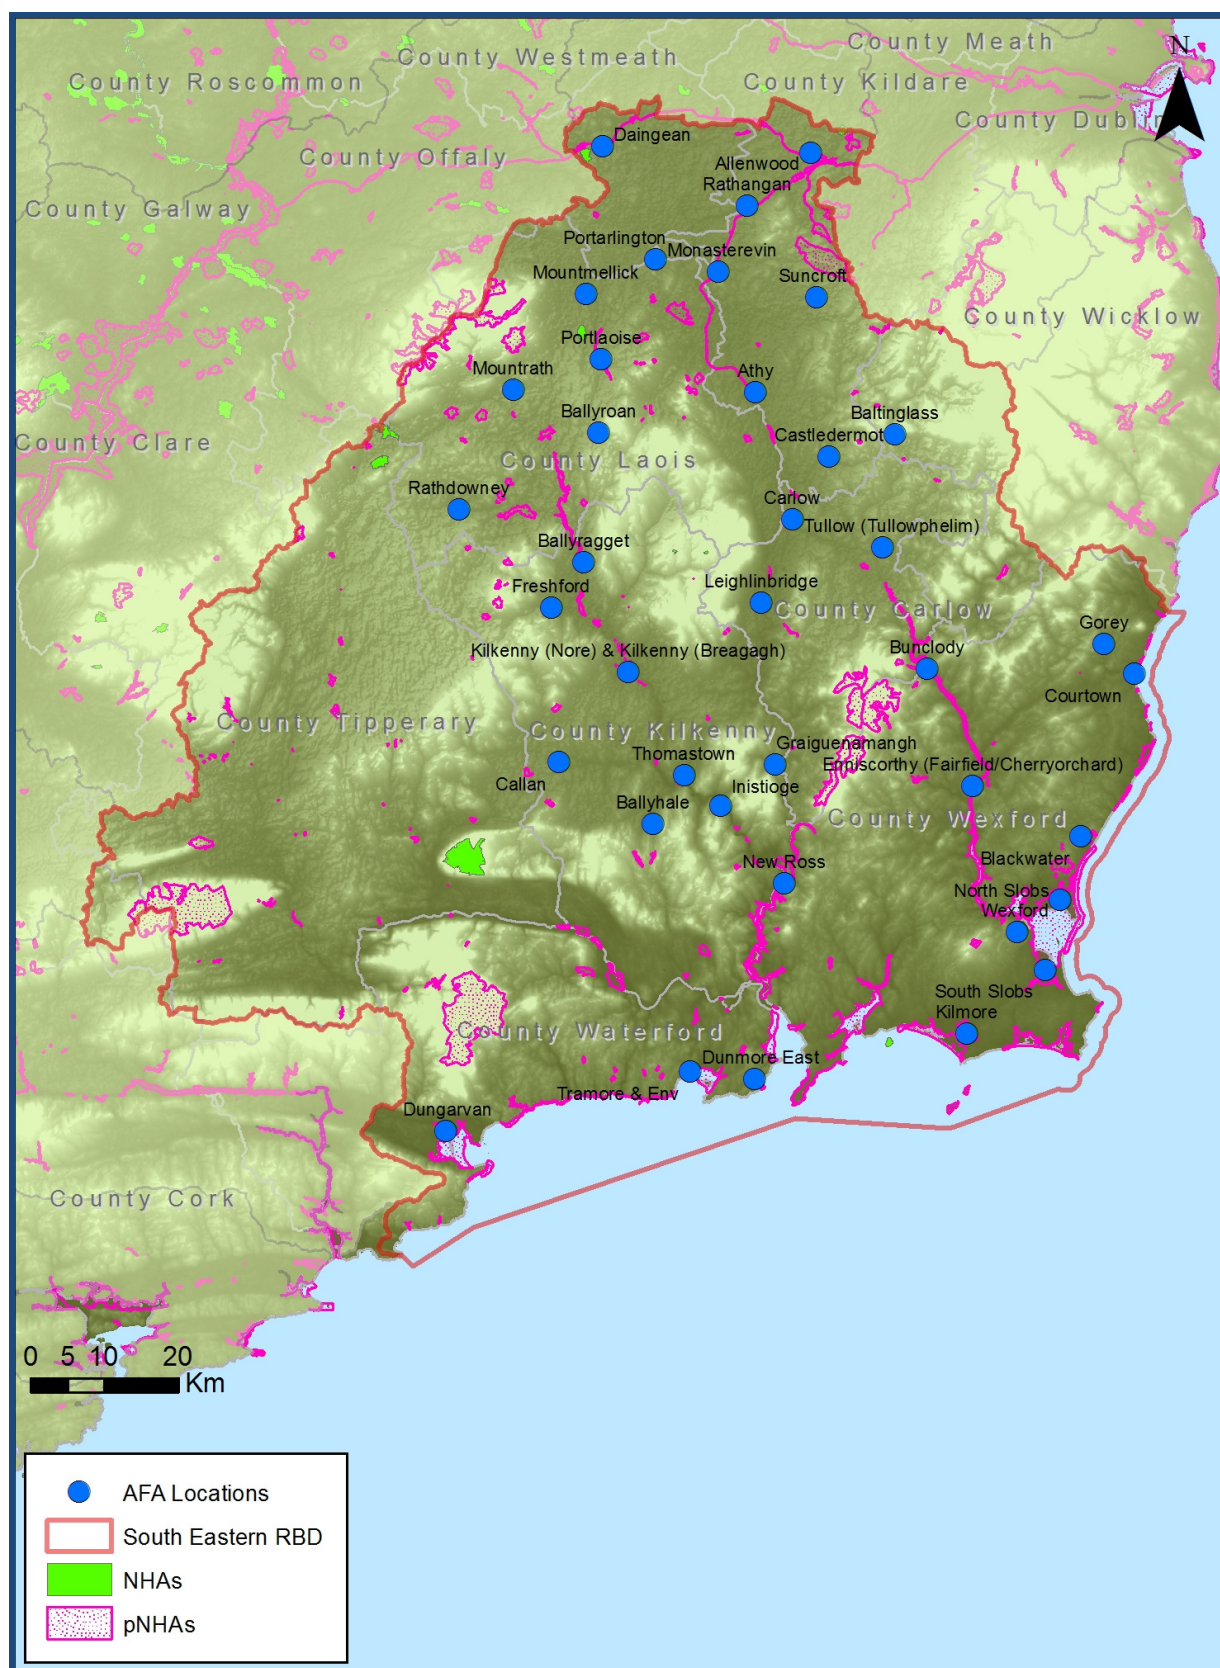 County Meath
N
County Westmeath
County Roscommon
County Kildare
County Dublin
Daingean
County Offaly
Allenwood
Rathangan
County Galway
Portarlington
Monasterevin
Mountmellick
Suncroft
County Wicklow
Portlaoise
Mountrath
Athy
Ballyroan
Baltinglass
Castledermot
County Clare
County Laois
Rathdowney
Carlow
Tullow (Tullowphelim)
Ballyragget
Freshford
Leighlinbridge
County Carlow
Gorey
Kilkenny (Nore) & Kilkenny (Breagagh)
Bunclody
Courtown
County Tipperary
County Kilkenny
Graiguenamangh
Thomastown
Enniscorthy (Fairfield/Cherryorchard)
Callan
Inistioge
Ballyhale
County Wexford
New Ross
Blackwater
North Slobs
Wexford
South Slobs
Kilmore
County Waterford
Dunmore East
Tramore & Env
Dungarvan
County Cork
0 5 10 20
Km
AFA Locations
South Eastern RBD
NHAs
pNHAs